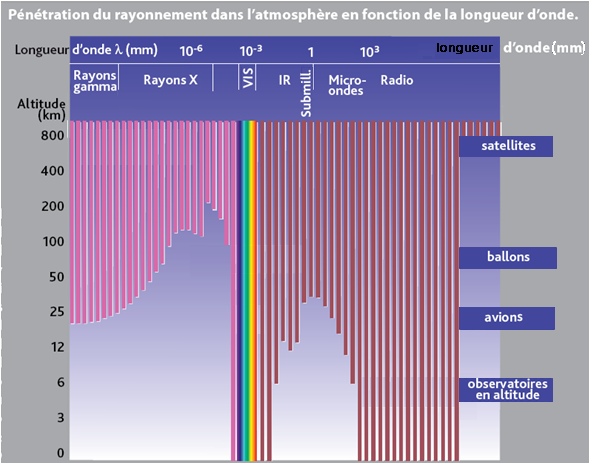 Pénétration du rayonnement dans l'atmosphère en fonction de la longueur d'onde.
Longueur d'onde λ (mm) 10⁻⁶ 10⁻³ 1 10³ longueur d'onde(mm)
Rayons gamma
Rayons X
VIS
IR
Submill.
Micro-
ondes
Radio
Altitude
(km)
800
400
200
100
50
25
12
6
3
0
satellites
ballons
avions
observatoires
en altitude